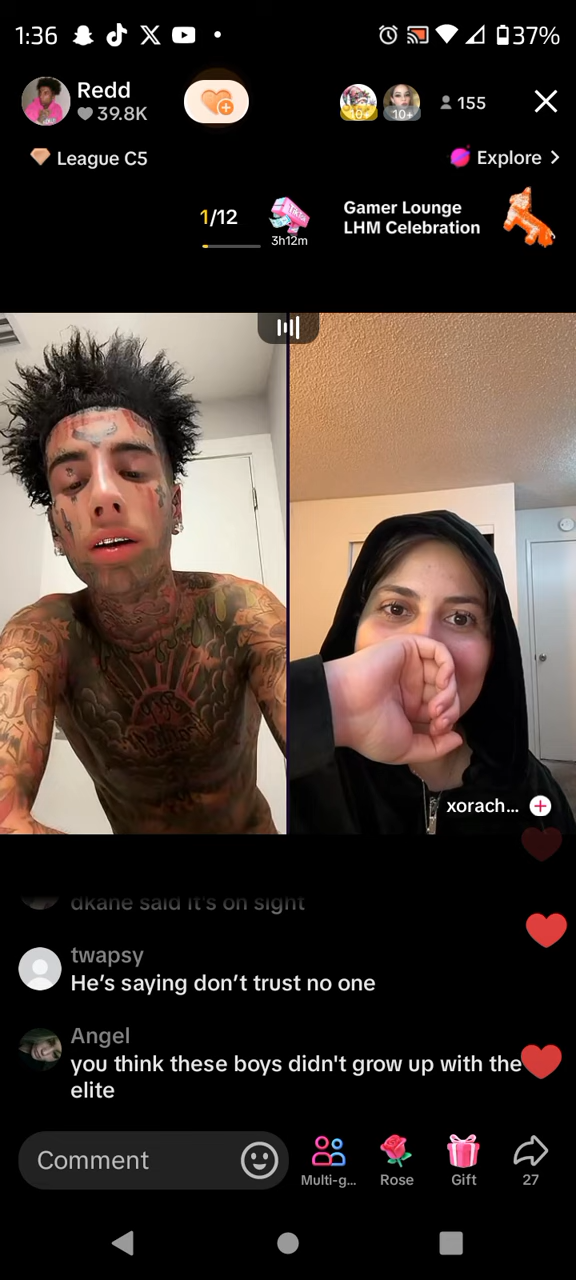 1:36
37%
Redd
39.8K
10+
10+
155
League C5
Explore
1/12
3h12m
Gamer Lounge
LHM Celebration
xorach...
dkane said it's on sight
twapsy
He's saying don't trust no one
Angel
you think these boys didn't grow up with the
elite
Comment
Multi-g...
Rose
Gift
27